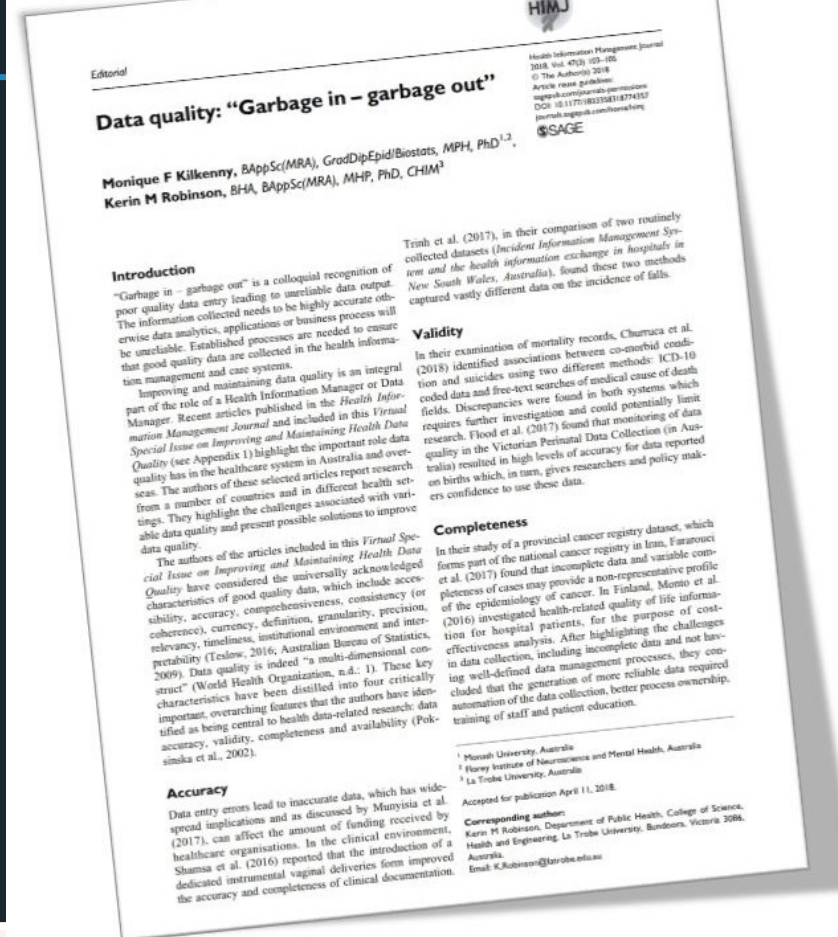 HIMJ
Editorial
Data quality: “Garbage in – garbage out”
Health Information Management Journal
2018, Vol. 47(3) 103–105
© The Author(s) 2018
Article reuse guidelines:
sagepub.com/journals-permissions
DOI: 10.1177/1833358318774357
journals.sagepub.com/home/himj
SAGE
Monique F Kilkenny, BAppSc(MRA), GradDipEpid/Biostats, MPH, PhD1,2,
Kerin M Robinson, BHA, BAppSc(MRA), MHP, PhD, CHIM3
Introduction
“Garbage in – garbage out” is a colloquial recognition of
poor quality data entry leading to unreliable data output.
The information collected needs to be highly accurate oth-
erwise data analytics, applications or business process will
be unreliable. Established processes are needed to ensure
that good quality data are collected in the health informa-
tion management and care systems.
Improving and maintaining data quality is an integral
part of the role of a Health Information Manager or Data
Manager. Recent articles published in the Health Infor-
mation Management Journal and included in this Virtual
Special Issue on Improving and Maintaining Health Data
Quality (see Appendix 1) highlight the important role data
quality has in the healthcare system in Australia and over-
seas. The authors of these selected articles report research
from a number of countries and in different health set-
tings. They highlight the challenges associated with vari-
able data quality and present possible solutions to improve
data quality.
The authors of the articles included in this Virtual Spe-
cial Issue on Improving and Maintaining Health Data
Quality have considered the universally acknowledged
characteristics of good quality data, which include acces-
sibility, accuracy, comprehensiveness, consistency (or
coherence), currency, definition, granularity, precision,
relevancy, timeliness, institutional environment and inter-
pretability (Teslow, 2016; Australian Bureau of Statistics,
2009). Data quality is indeed “a multi-dimensional con-
struct” (World Health Organization, n.d.: 1). These key
characteristics have been distilled into four critically
important, overarching features that the authors have iden-
tified as being central to health data-related research: data
accuracy, validity, completeness and availability (Pok-
sinska et al., 2002).
Accuracy
Data entry errors lead to inaccurate data, which has wide-
spread implications and as discussed by Munyisia et al.
(2017), can affect the amount of funding received by
healthcare organisations. In the clinical environment,
Shamsa et al. (2016) reported that the introduction of a
dedicated instrumental vaginal deliveries form improved
the accuracy and completeness of clinical documentation.
Trinh et al. (2017), in their comparison of two routinely
collected datasets (Incident Information Management Sys-
tem and the health information exchange in hospitals in
New South Wales, Australia), found these two methods
captured vastly different data on the incidence of falls.
Validity
In their examination of mortality records, Churruca et al.
(2018) identified associations between co-morbid condi-
tion and suicides using two different methods: ICD-10
coded data and free-text searches of medical cause of death
fields. Discrepancies were found in both systems which
requires further investigation and could potentially limit
research. Flood et al. (2017) found that monitoring of data
quality in the Victorian Perinatal Data Collection (in Aus-
tralia) resulted in high levels of accuracy for data reported
on births which, in turn, gives researchers and policy mak-
ers confidence to use these data.
Completeness
In their study of a provincial cancer registry dataset, which
forms part of the national cancer registry in Iran, Fararouei
et al. (2017) found that incomplete data and variable com-
pleteness of cases may provide a non-representative profile
of the epidemiology of cancer. In Finland, Momo et al.
(2016) investigated health-related quality of life informa-
tion for hospital patients, for the purpose of cost-
effectiveness analysis. After highlighting the challenges
in data collection, including incomplete data and not hav-
ing well-defined data management processes, they con-
cluded that the generation of more reliable data required
automation of the data collection, better process ownership,
training of staff and patient education.
1 Monash University, Australia
2 Florey Institute of Neuroscience and Mental Health, Australia
3 La Trobe University, Australia
Accepted for publication April 11, 2018.
Corresponding author:
Kerin M Robinson, Department of Public Health, College of Science,
Health and Engineering, La Trobe University, Bundoora, Victoria 3086,
Australia.
Email: K.Robinson@latrobe.edu.au